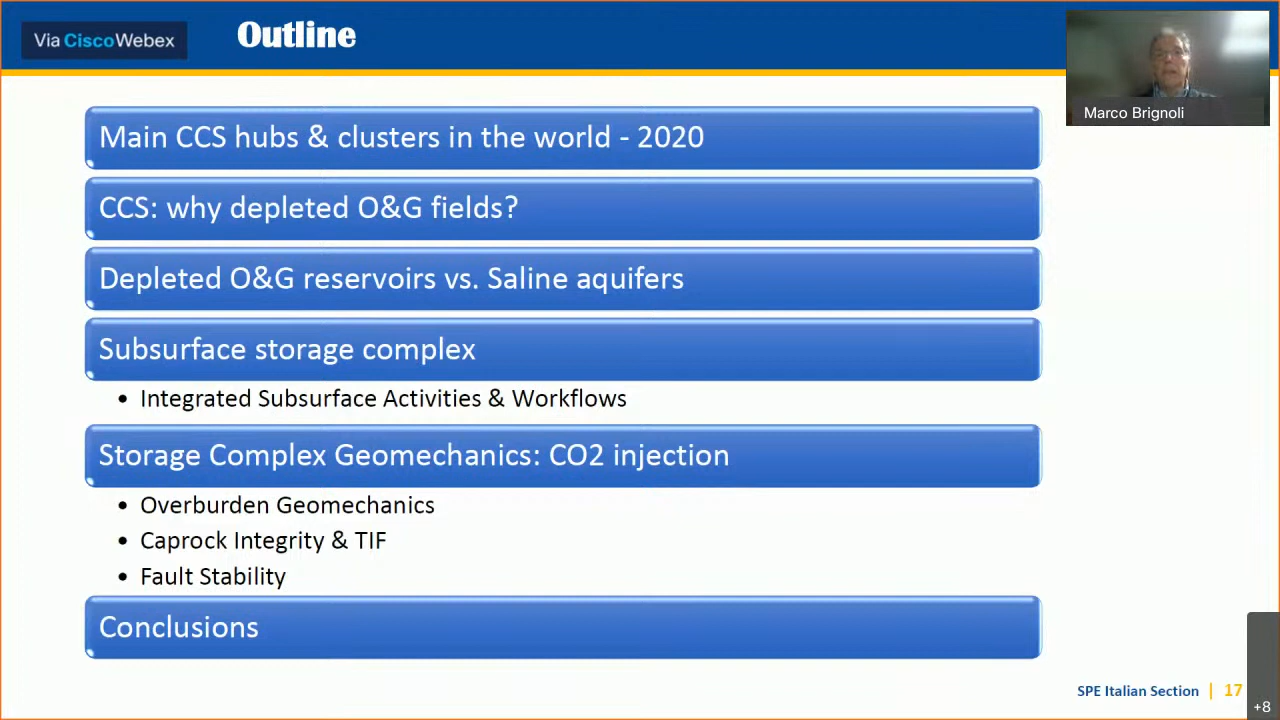 Via Cisco Webex
Outline
Marco Brignoli
Main CCS hubs & clusters in the world - 2020
CCS: why depleted O&G fields?
Depleted O&G reservoirs vs. Saline aquifers
Subsurface storage complex
• Integrated Subsurface Activities & Workflows
Storage Complex Geomechanics: CO2 injection
• Overburden Geomechanics
• Caprock Integrity & TIF
• Fault Stability
Conclusions
SPE Italian Section | 17
+8